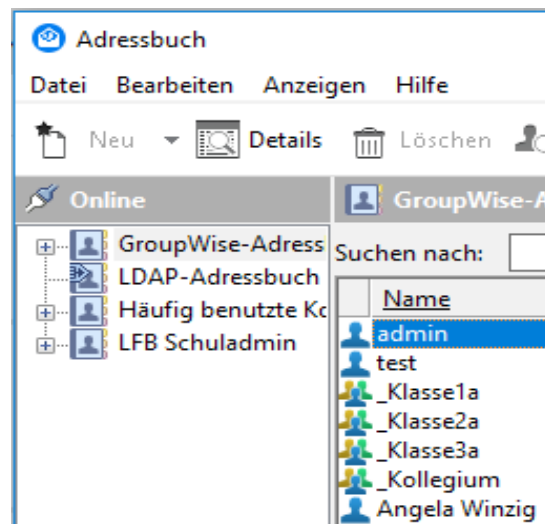 Adressbuch
Datei Bearbeiten Anzeigen Hilfe
Neu Details Löschen
Online
GroupWise-Adress
LDAP-Adressbuch
Häufig benutzte Ko
LFB Schuladmin
GroupWise-A
Suchen nach:
Name
admin
test
_Klasse1a
_Klasse2a
_Klasse3a
_Kollegium
Angela Winzig